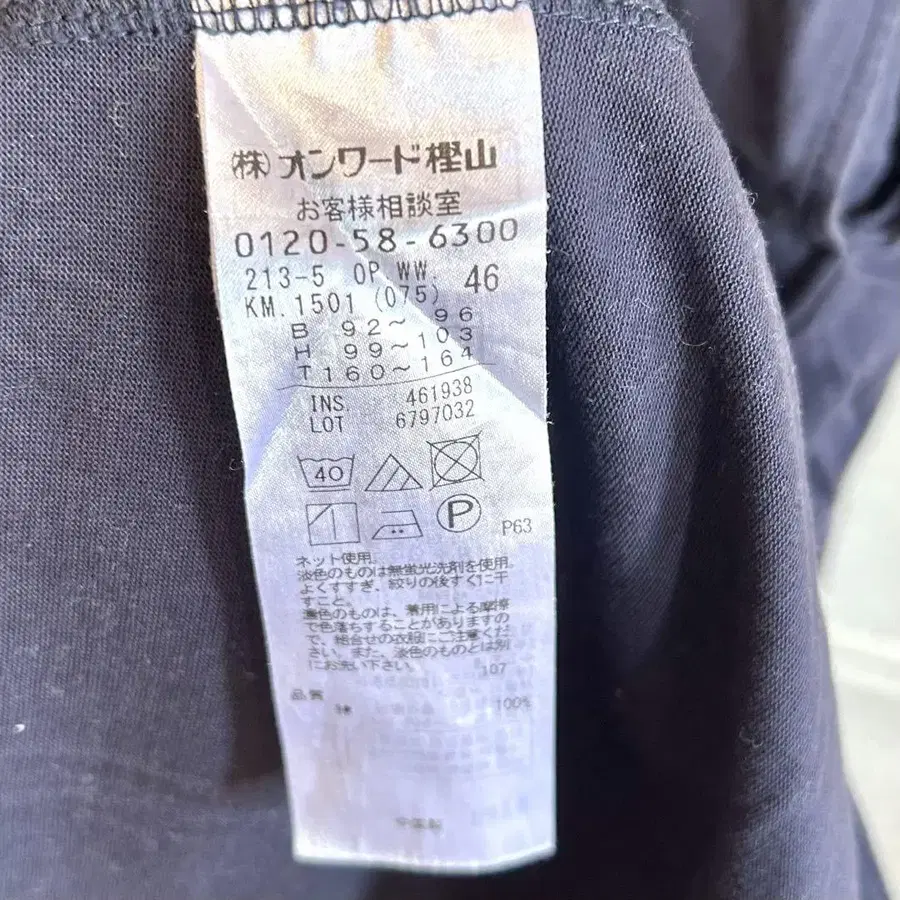 (株)オンワード樫山
お客様相談室
0120-58-6300
213-5 OP WW. 46
KM.1501 (075)
B 92～96
H 99～103
T160～164
INS 461938
LOT 6797032
40
P P63
ネット使用。
淡色のものは無蛍光洗剤を使用
よくすすぎ、絞りの後すぐに干
すこと。
濃色のものは、着用による摩擦
で色落ちすることがありますの
で、組合せの衣服にご注意くだ
さい。また、淡色のものとは別
にお洗い下さい。
107
品質
綿 100%
中国製